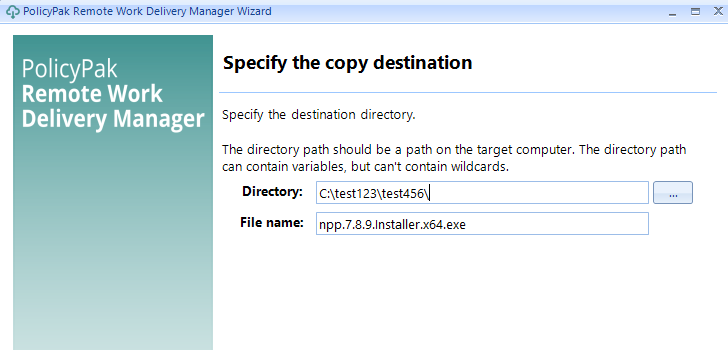 PolicyPak Remote Work Delivery Manager Wizard
PolicyPak
Remote Work
Delivery Manager
Specify the copy destination
Specify the destination directory.
The directory path should be a path on the target computer. The directory path
can contain variables, but can't contain wildcards.
Directory: C:\test123\test456\ ...
File name: npp.7.8.9.Installer.x64.exe